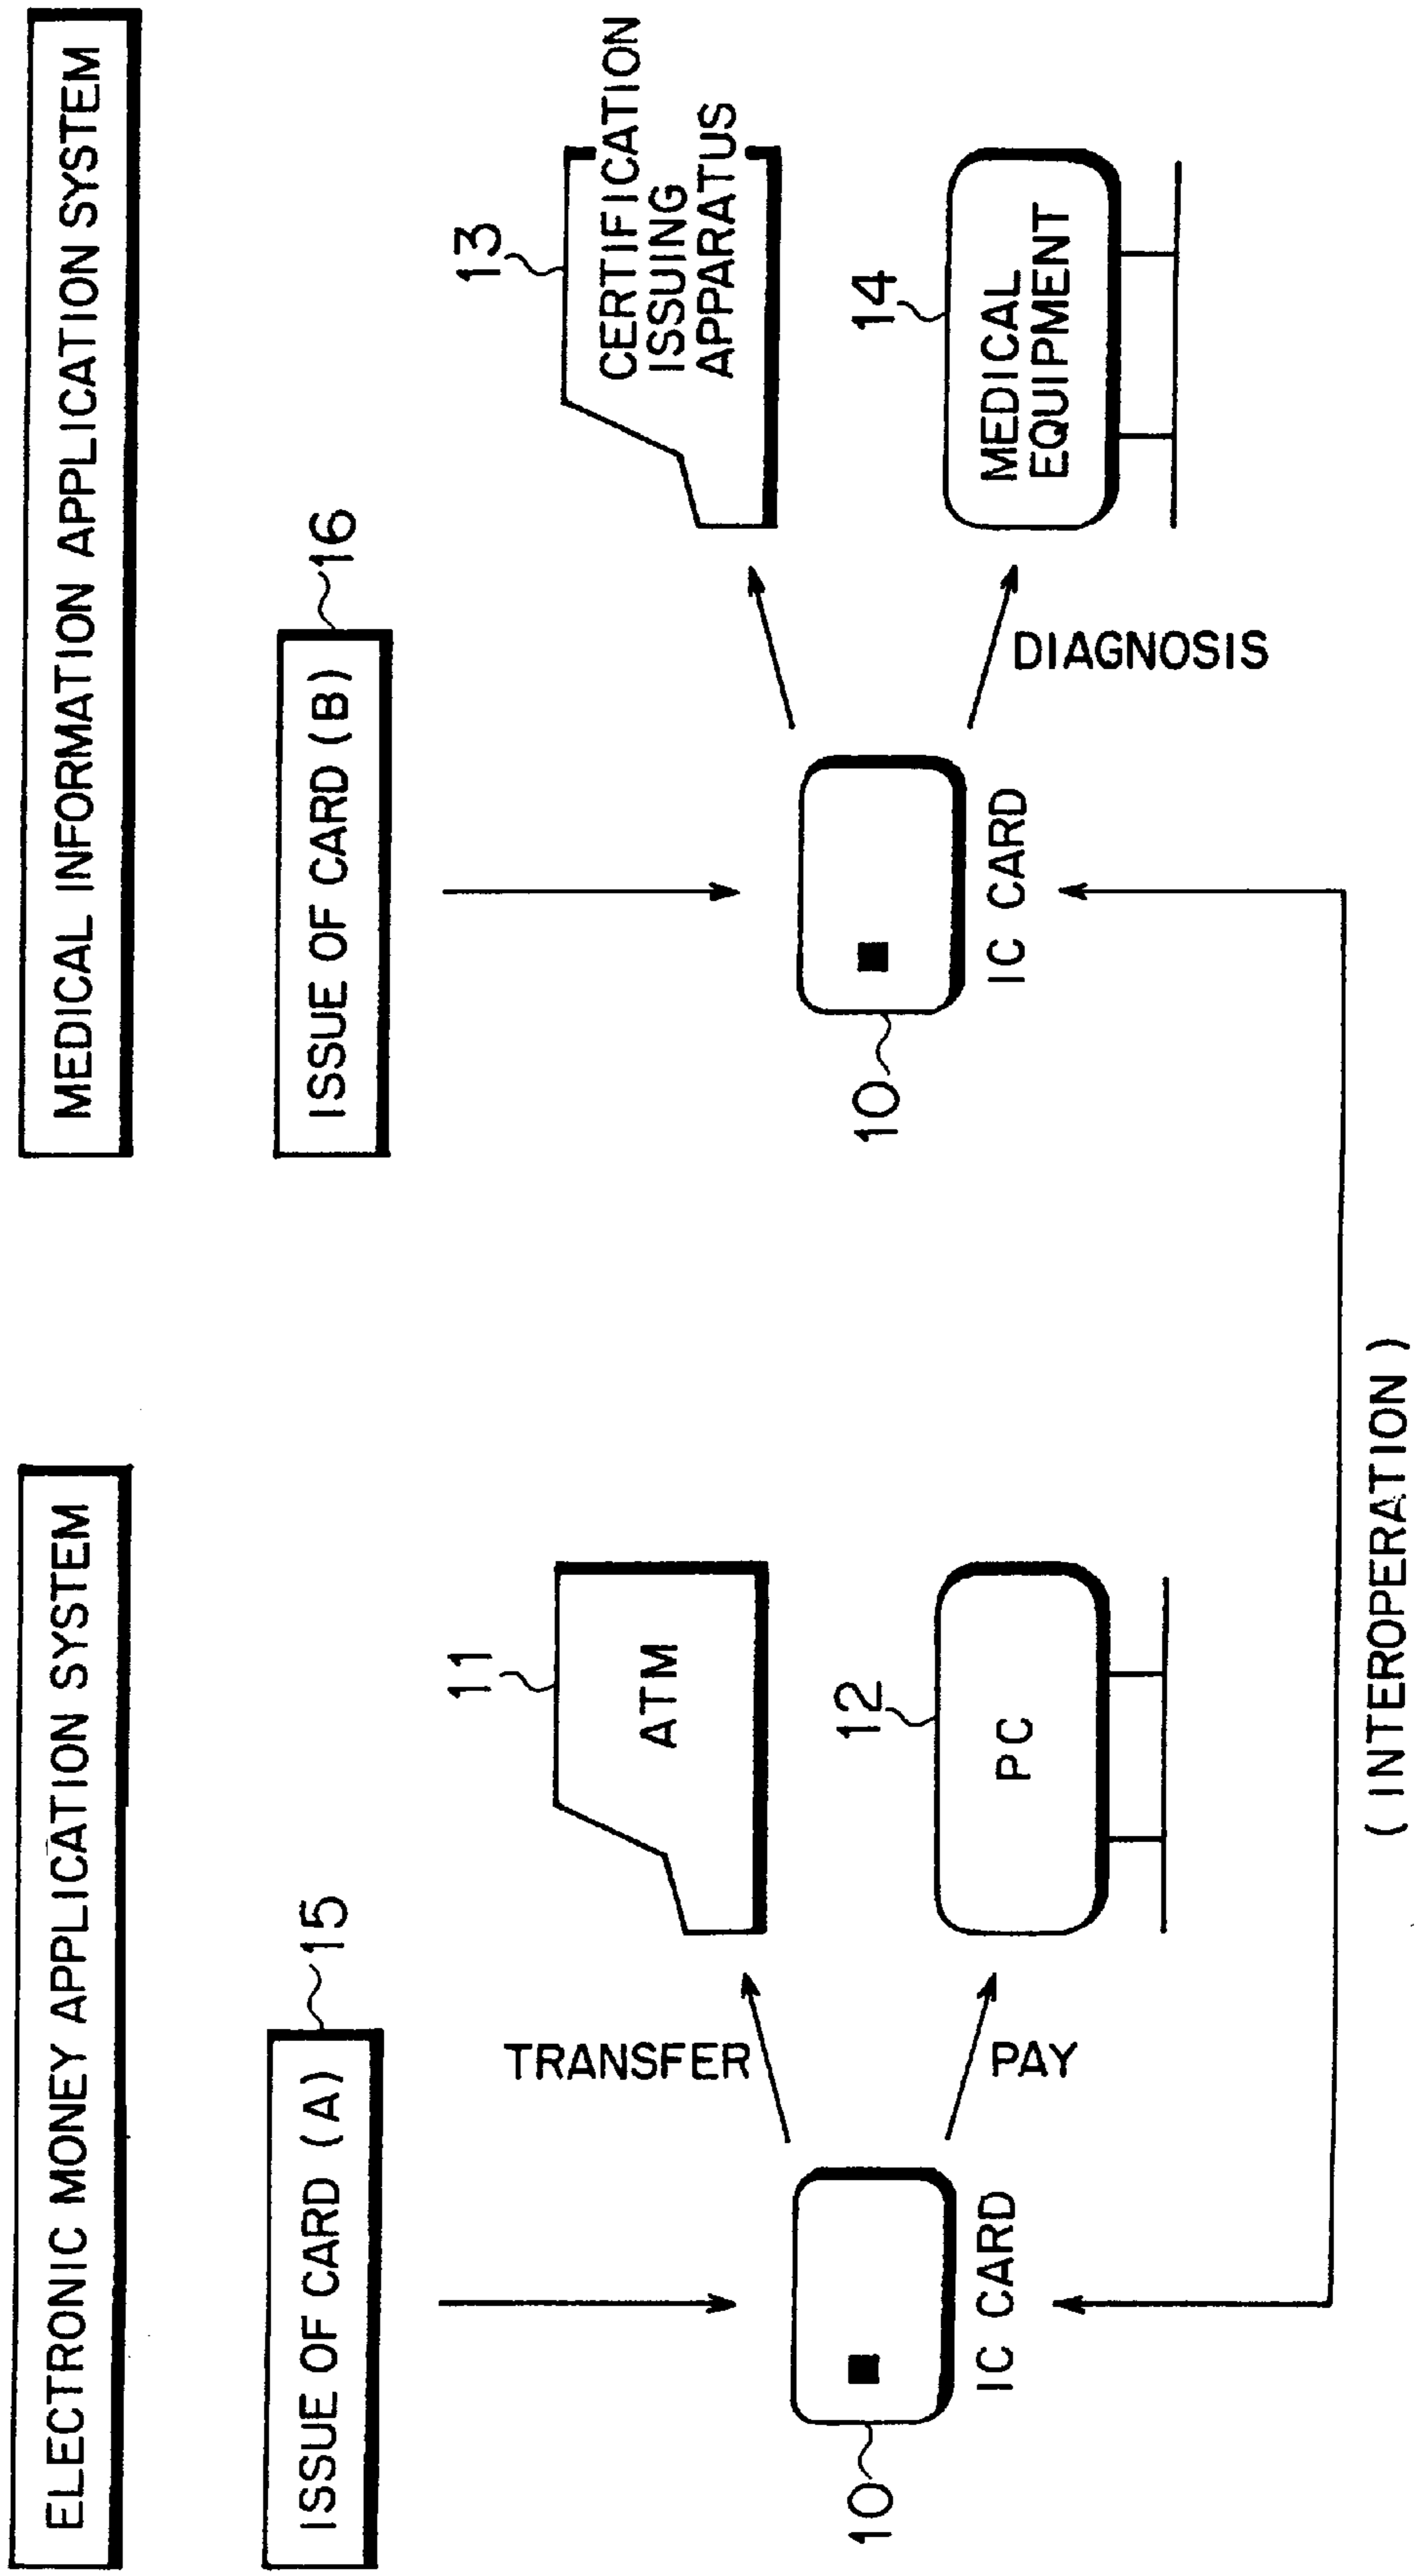 ELECTRONIC MONEY APPLICATION SYSTEM
ISSUE OF CARD (A)
15
11
ATM
TRANSFER
12
PC
PAY
10
IC CARD
MEDICAL INFORMATION APPLICATION SYSTEM
ISSUE OF CARD (B)
16
13
CERTIFICATION
ISSUING
APPARATUS
14
MEDICAL
EQUIPMENT
DIAGNOSIS
10
IC CARD
( INTEROPERATION )